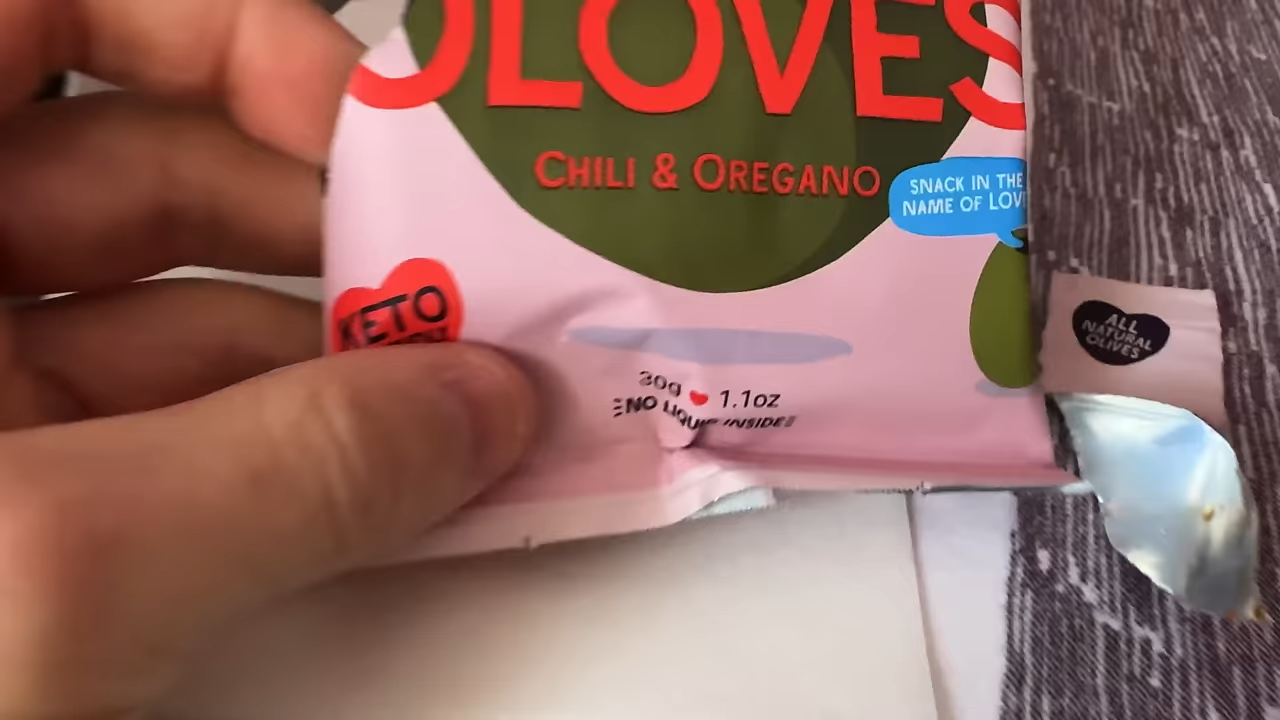 OLOVES
CHILI & OREGANO
SNACK IN THE
NAME OF LOVE
KETO
ALL
NATURAL
OLIVES
30g 1.1oz
NO LIQUID INSIDE